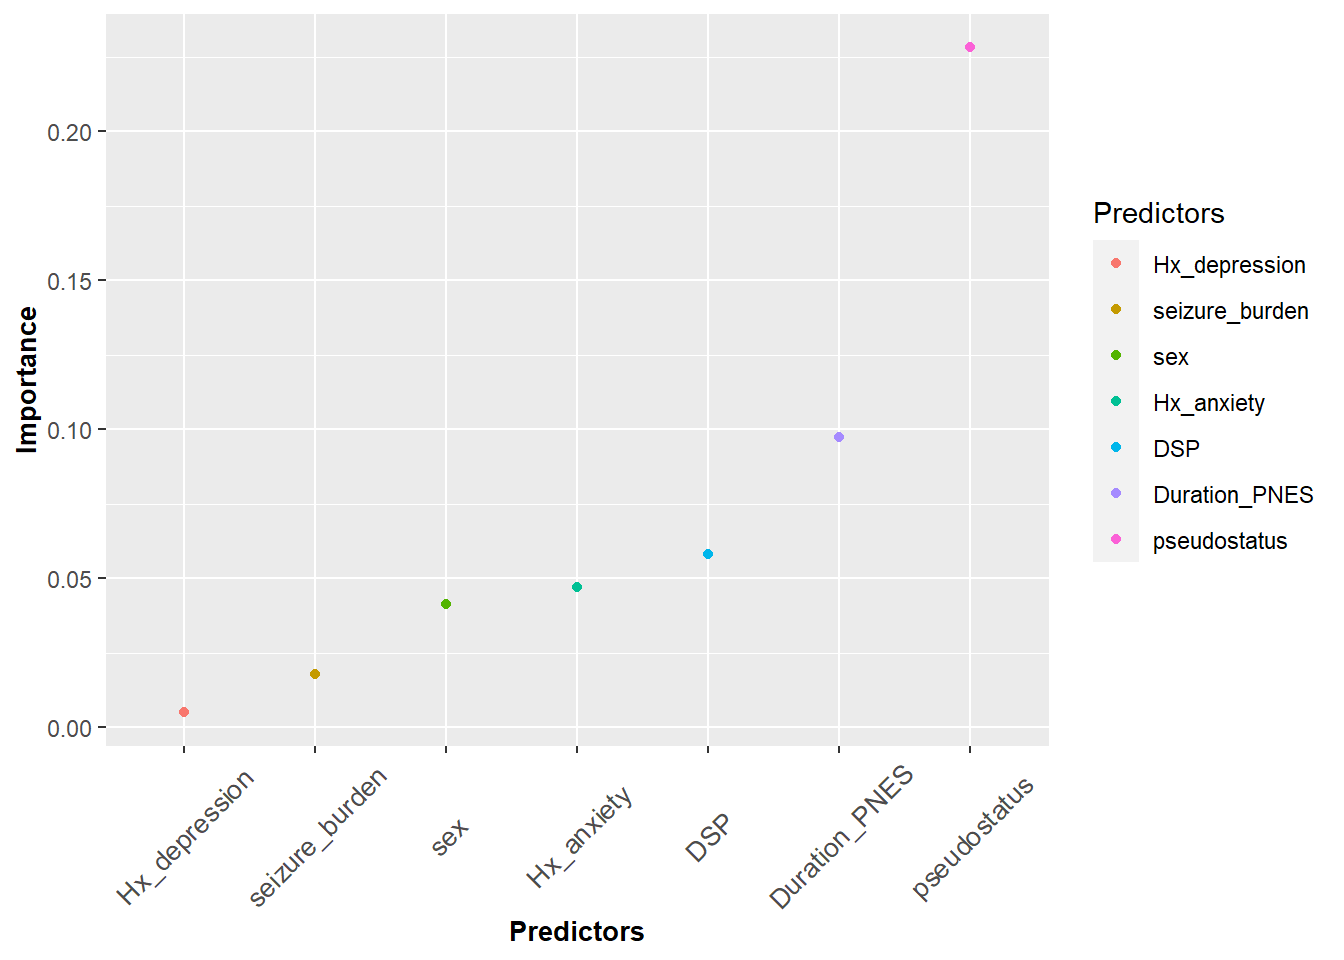 0.20
0.15
0.10
0.05
0.00
Importance
Hx_depression
seizure_burden
sex
Hx_anxiety
DSP
Duration_PNES
pseudostatus
Predictors
Predictors
Hx_depression
seizure_burden
sex
Hx_anxiety
DSP
Duration_PNES
pseudostatus